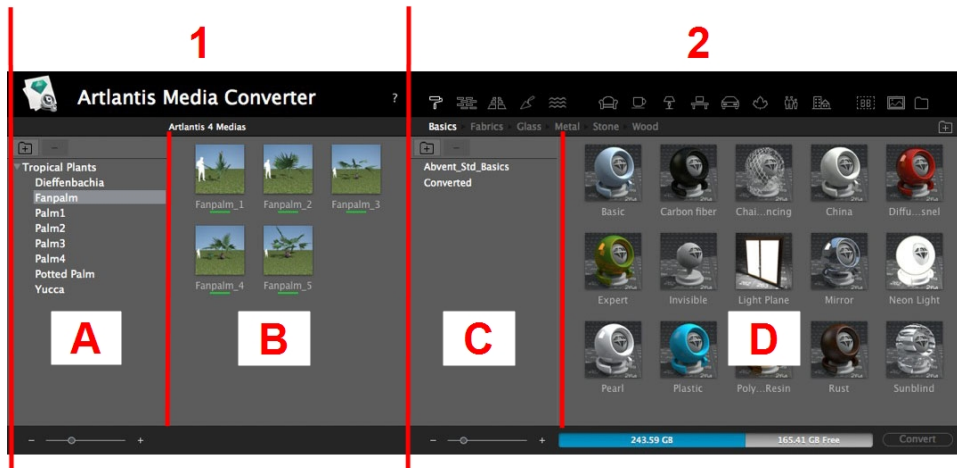 1
2
Artlantis Media Converter
?
Artlantis 4 Medias
Basics Fabrics Glass Metal Stone Wood
Tropical Plants
Dieffenbachia
Fanpalm
Palm1
Palm2
Palm3
Palm4
Potted Palm
Yucca
A
Fanpalm_1 Fanpalm_2 Fanpalm_3
Fanpalm_4 Fanpalm_5
B
Abvent_Std_Basics
Converted
C
Basic Carbon fiber Chai...ncing China Diffu...snel
Expert Invisible Light Plane Mirror Neon Light
D
Pearl Plastic Poly...Resin Rust Sunblind
- +
- +
243.59 GB 165.41 GB Free Convert